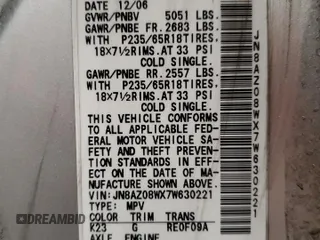 DATE 12/06
GVWR/PNBV 5051 LBS.
GAWR/PNBE FR. 2683 LBS.
WITH P235/65R18TIRES,
18X7½RIMS. AT 33 PSI
COLD SINGLE.
GAWR/PNBE RR. 2557 LBS.
WITH P235/65R18TIRES,
18X7½RIMS. AT 33 PSI
COLD SINGLE.
THIS VEHICLE CONFORMS
TO ALL APPLICABLE FED-
ERAL MOTOR VEHICLE SA-
FETY AND THEFT PREVEN-
TION STANDARDS IN EFF-
ECT ON THE DATE OF MA-
NUFACTURE SHOWN ABOVE.
VIN: JN8AZ08WX7W630221
TYPE: MPV
COLOR TRIM TRANS
K23 G RE0F09A
AXLE ENGINE
JN8AZ08WX7W630221
DREAMBID